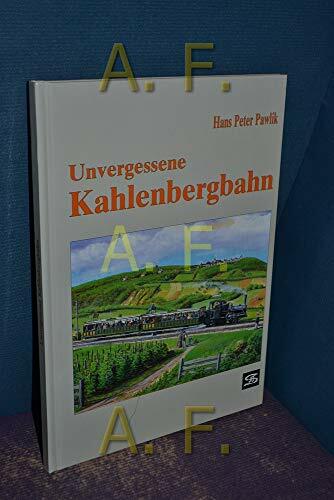 A. F.
Hans Peter Pawlik
Unvergessene
Kahlenbergbahn
A. F.
A. F.